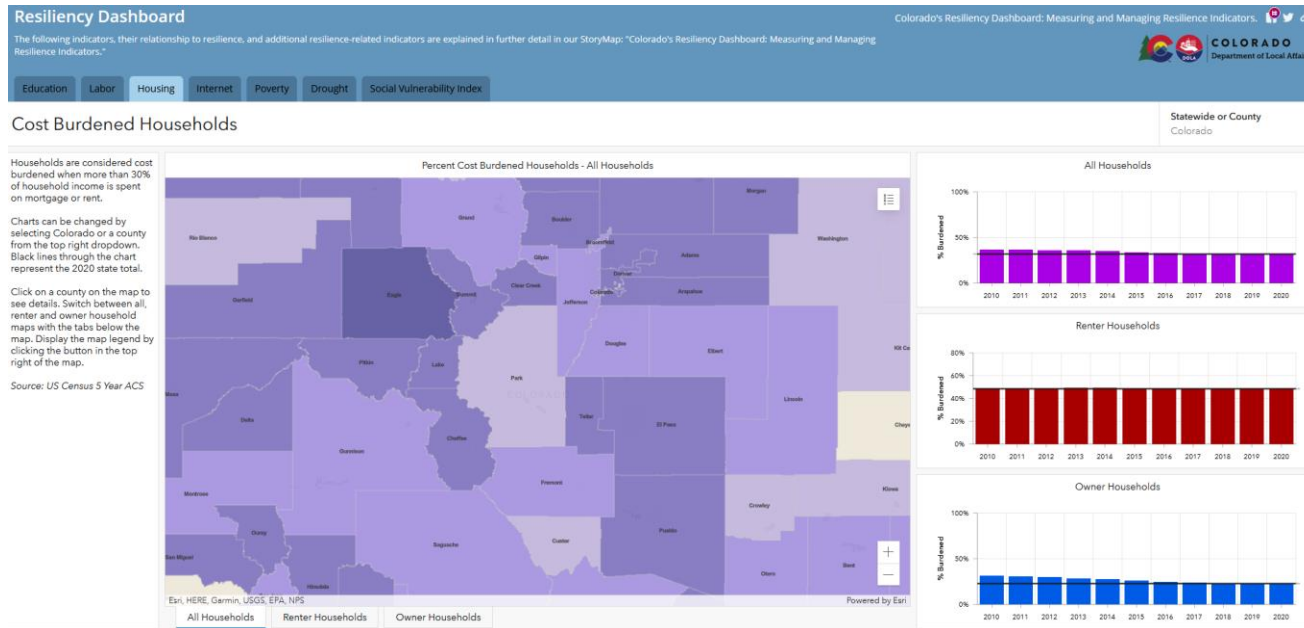 Resiliency Dashboard
Colorado's Resiliency Dashboard: Measuring and Managing Resilience Indicators.
The following indicators, their relationship to resilience, and additional resilience-related indicators are explained in further detail in our StoryMap: "Colorado's Resiliency Dashboard: Measuring and Managing
Resilience Indicators."
COLORADO
Department of Local Affai
DOLA
Education Labor Housing Internet Poverty Drought Social Vulnerability Index
Cost Burdened Households
Statewide or County
Colorado
Households are considered cost
burdened when more than 30%
of household income is spent
on mortgage or rent.
Charts can be changed by
selecting Colorado or a county
from the top right dropdown.
Black lines through the chart
represent the 2020 state total.
Click on a county on the map to
see details. Switch between all,
renter and owner household
maps with the tabs below the
map. Display the map legend by
clicking the button in the top
right of the map.
Source: US Census 5 Year ACS
Percent Cost Burdened Households - All Households
Morgan
Grand
Boulder
Rio Blanco
Broomfield
Washington
Gilpin
Adams
Denver
Clear Creek
Eagle
Summit
Colorado
Arapahoe
Garfield
Jefferson
Douglas
Elbert
Kit Ca
Pitkin
Lake
Park
COLORADO
Mesa
Lincoln
Delta
Teller
El Paso
Cheye
Chaffee
Gunnison
Fremont
Montrose
Kiowa
Crowley
Ouray
Pueblo
Custer
Saguache
San Miguel
Otero
Bent
Hinsdale
+
−
Esri, HERE, Garmin, USGS, EPA, NPS
Powered by Esri
All Households Renter Households Owner Households
All Households
% Burdened
100%
50%
0%
2010 2011 2012 2013 2014 2015 2016 2017 2018 2019 2020
Renter Households
% Burdened
80%
60%
40%
20%
0%
2010 2011 2012 2013 2014 2015 2016 2017 2018 2019 2020
Owner Households
% Burdened
100%
50%
0%
2010 2011 2012 2013 2014 2015 2016 2017 2018 2019 2020